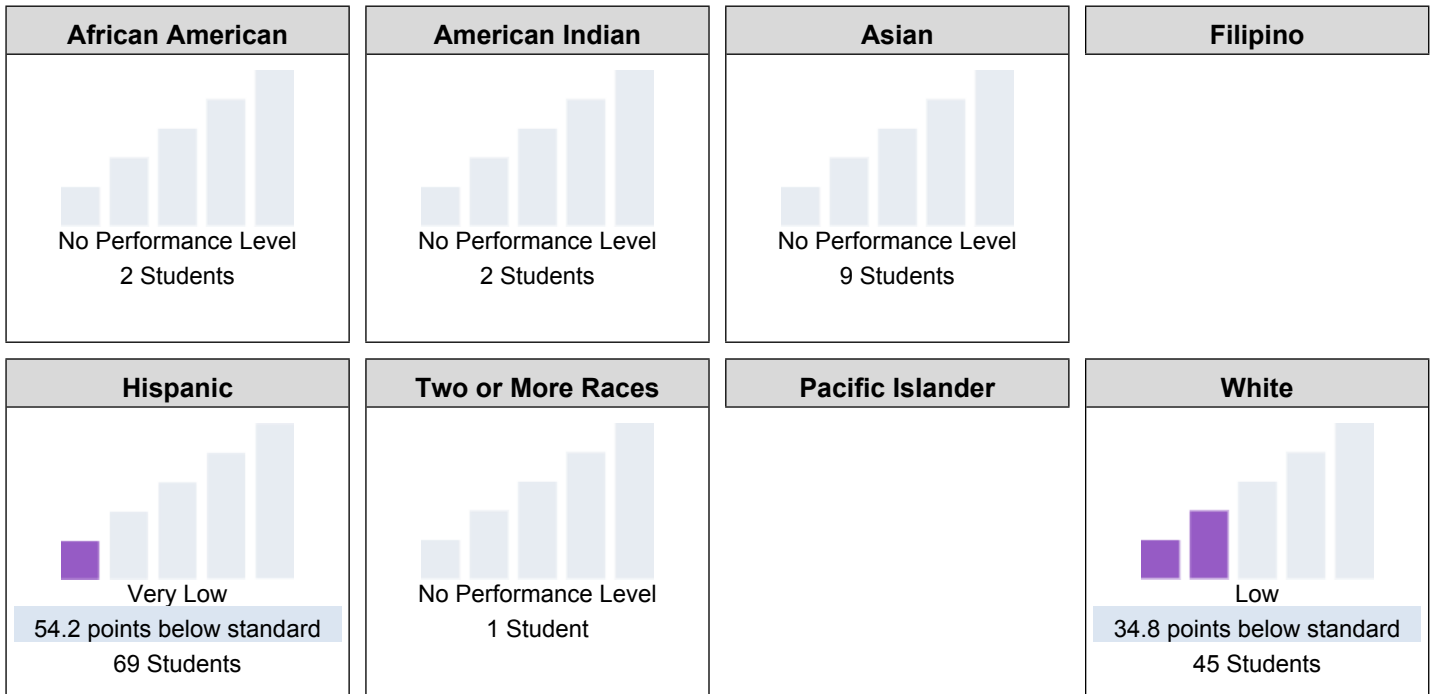 African American
No Performance Level
2 Students
American Indian
No Performance Level
2 Students
Asian
No Performance Level
9 Students
Filipino
Hispanic
Very Low
54.2 points below standard
69 Students
Two or More Races
No Performance Level
1 Student
Pacific Islander
White
Low
34.8 points below standard
45 Students